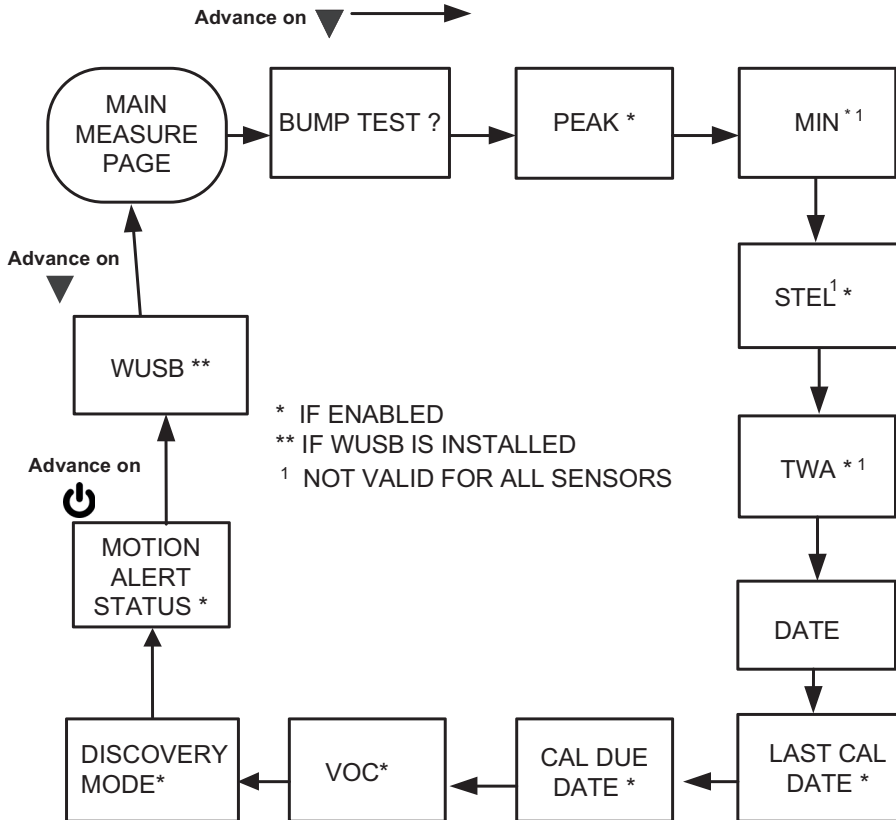 Advance on
MAIN
MEASURE
PAGE
BUMP TEST ?
PEAK *
MIN * 1
STEL1 *
TWA * 1
DATE
LAST CAL
DATE *
CAL DUE
DATE *
VOC*
DISCOVERY
MODE*
MOTION
ALERT
STATUS *
Advance on
WUSB **
Advance on
* IF ENABLED
** IF WUSB IS INSTALLED
1 NOT VALID FOR ALL SENSORS